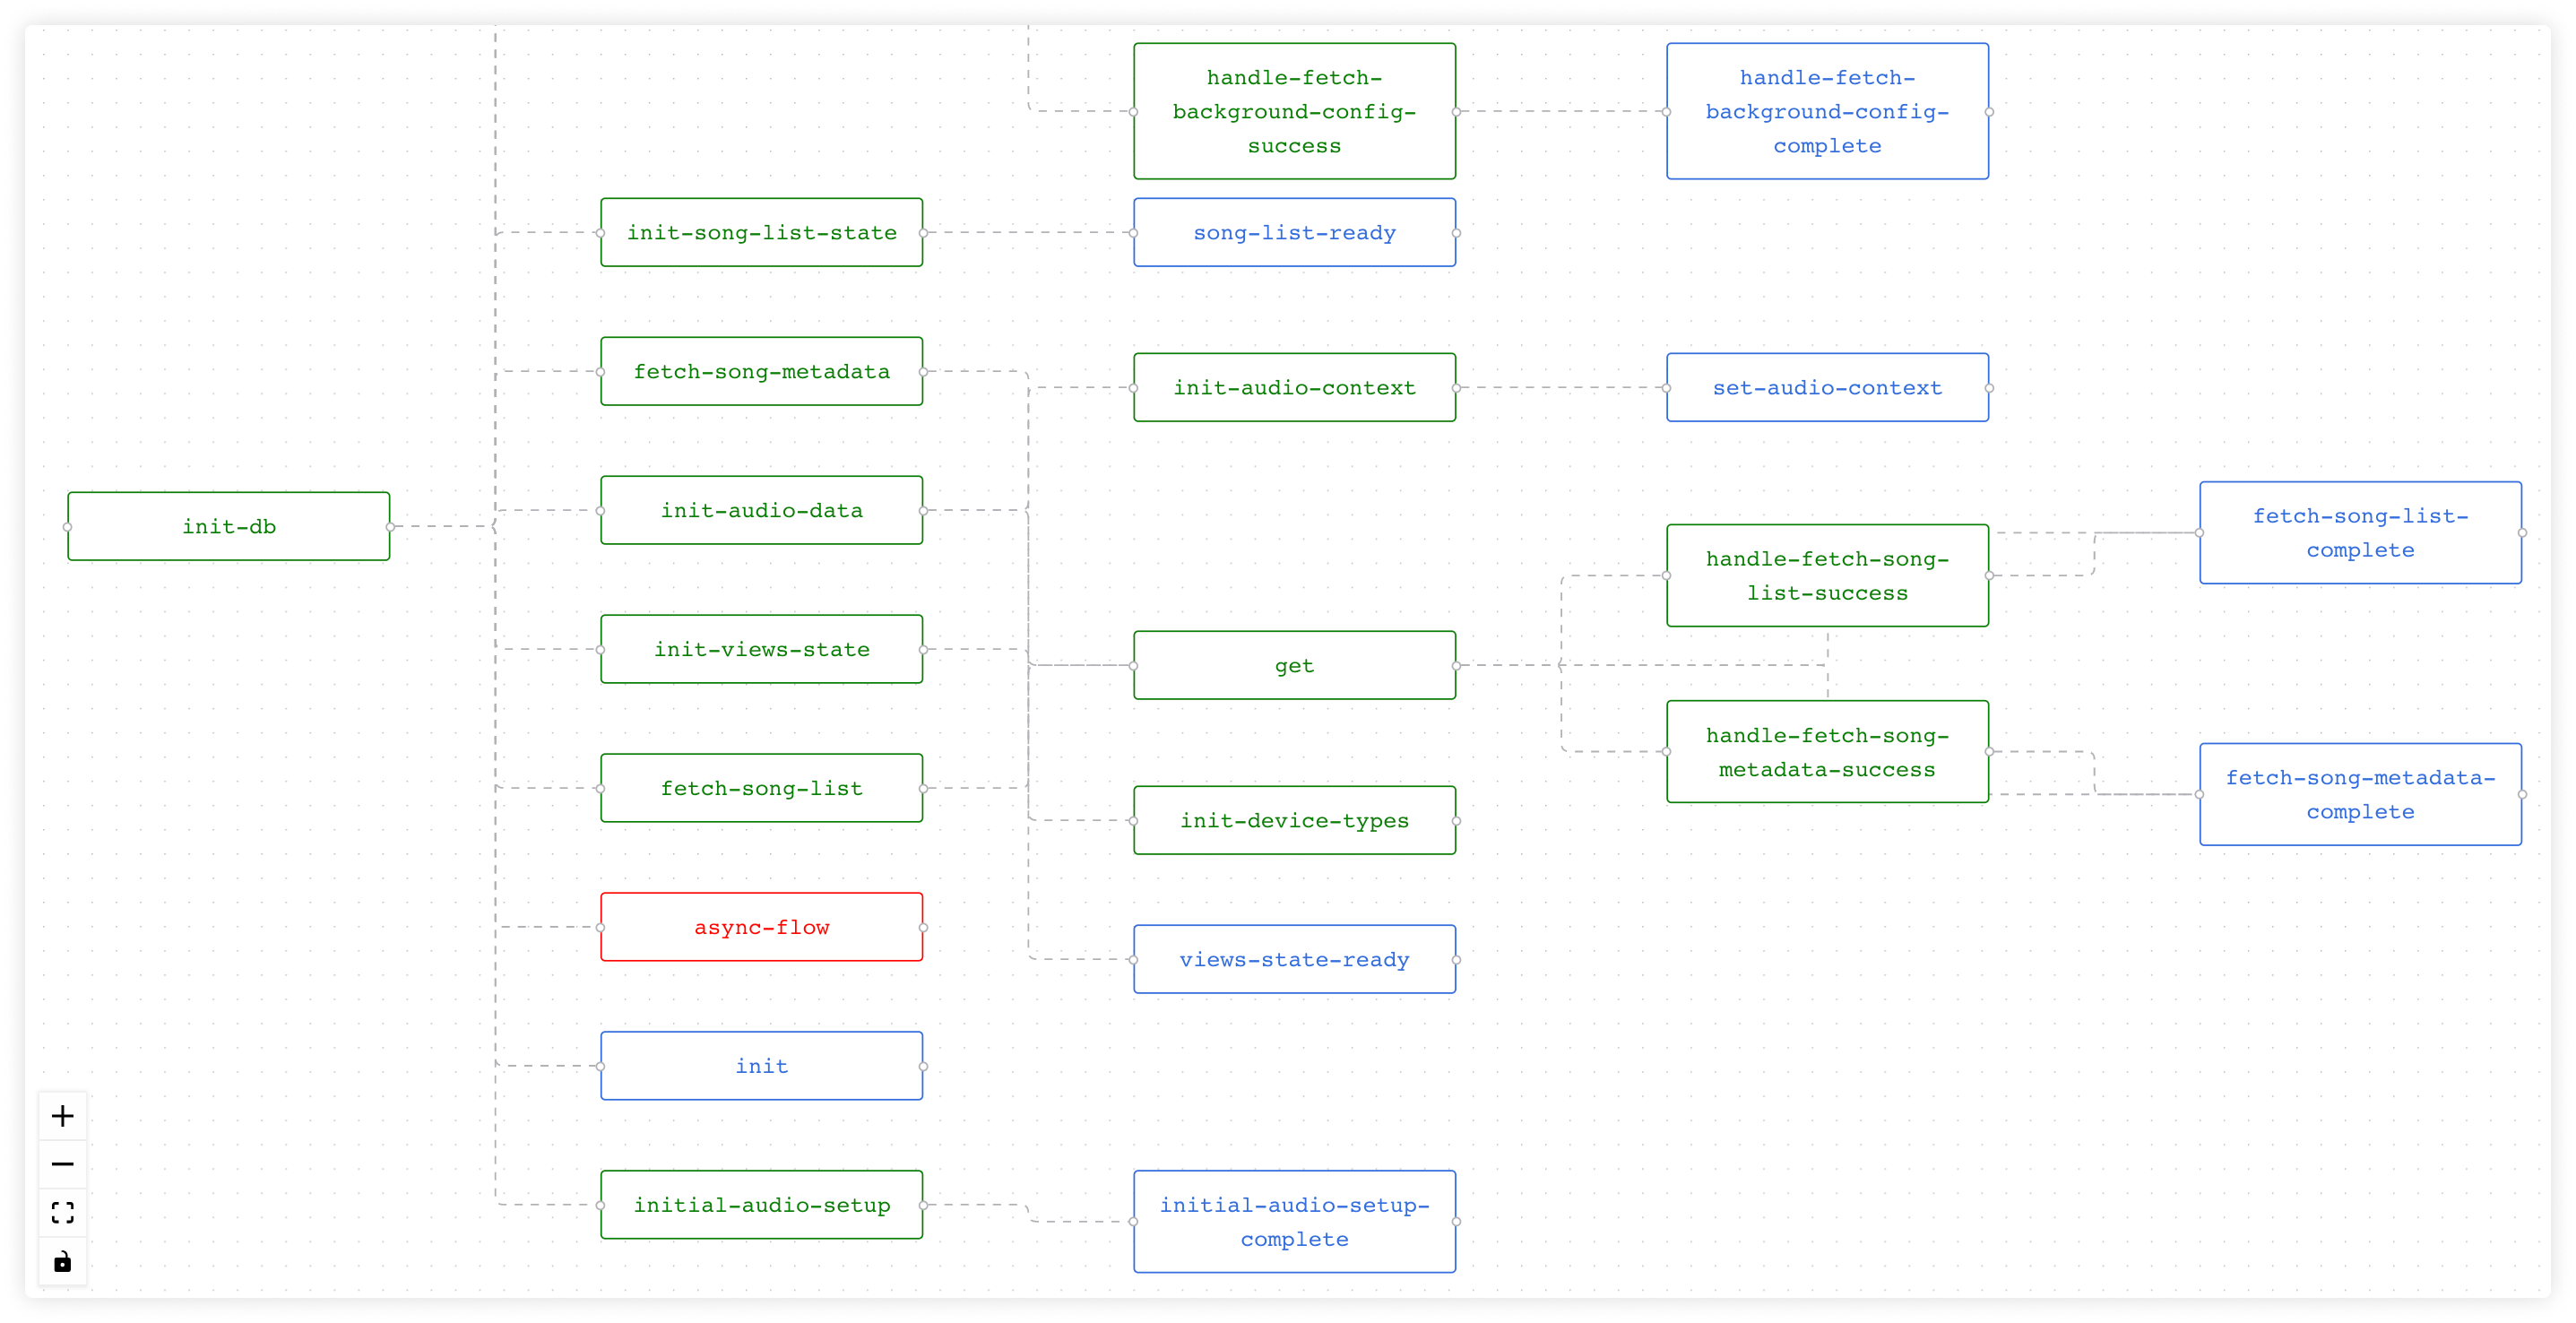 handle-fetch-
background-config-
success
handle-fetch-
background-config-
complete
init-song-list-state
song-list-ready
fetch-song-metadata
init-audio-context
set-audio-context
init-db
init-audio-data
fetch-song-list-
complete
handle-fetch-song-
list-success
init-views-state
get
handle-fetch-song-
metadata-success
fetch-song-metadata-
complete
fetch-song-list
init-device-types
async-flow
views-state-ready
init
initial-audio-setup
initial-audio-setup-
complete